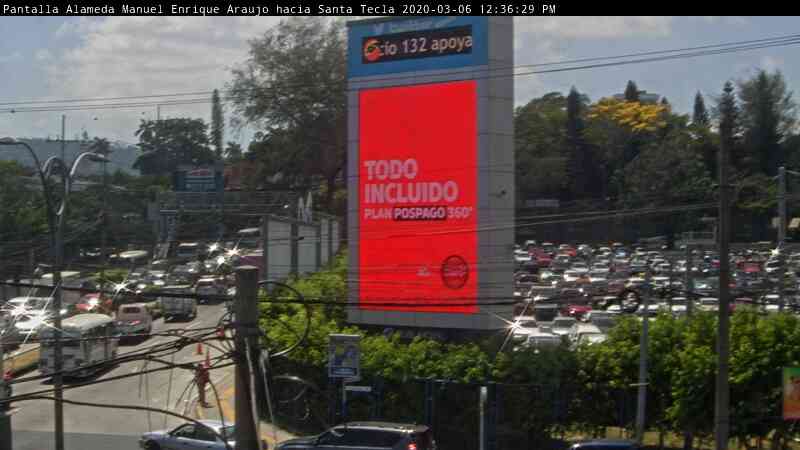 Pantalla Alameda Manuel Enrique Araujo hacia Santa Tecla 2020-03-06 12:36:29 PM
cio 132 apoya
TODO
INCLUIDO
PLAN POSPAGO 360°
Claro